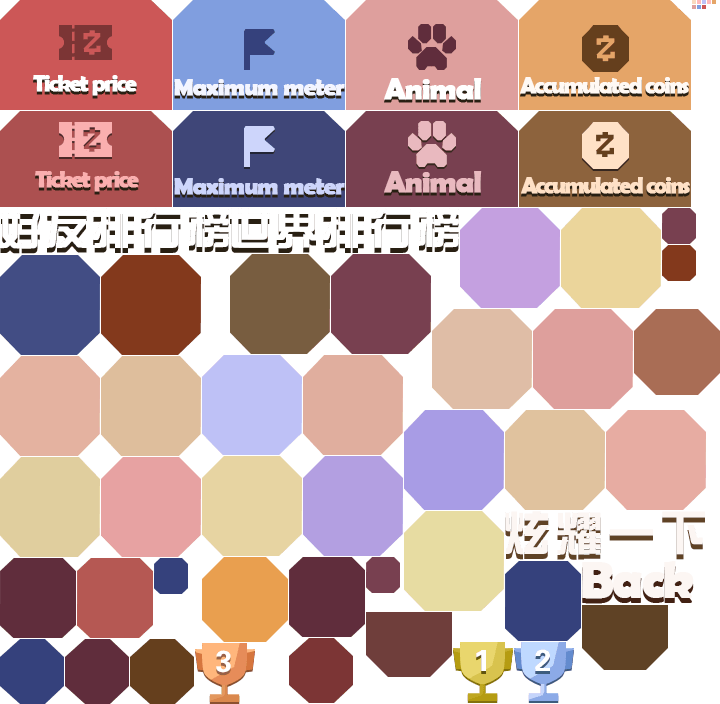 Ticket price
Maximum meter
Animal
Accumulated coins
Ticket price
Maximum meter
Animal
Accumulated coins
好友排行榜世界排行榜
炫耀一下
Back
3
1
2